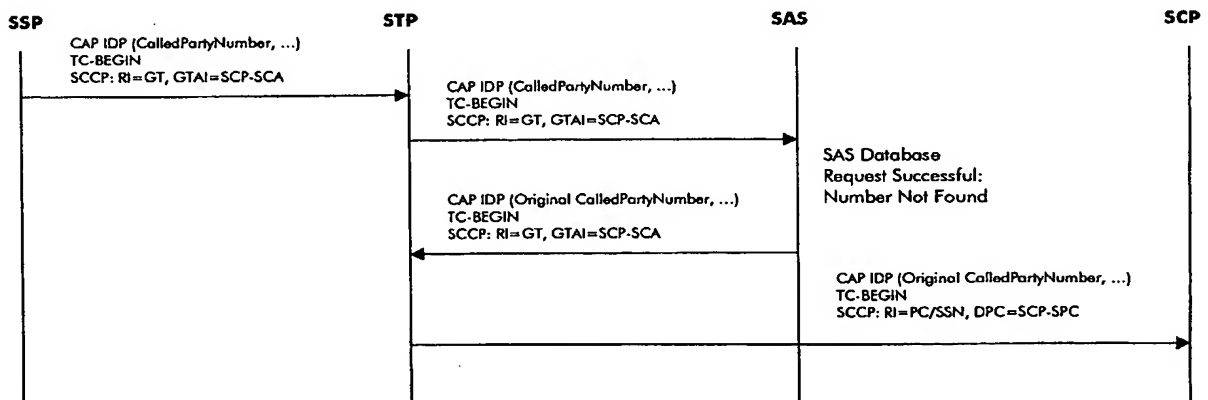 SSP
STP
SAS
SCP
CAP IDP (CalledPartyNumber, ...)
TC-BEGIN
SCCP: RI=GT, GTAI=SCP-SCA
CAP IDP (CalledPartyNumber, ...)
TC-BEGIN
SCCP: RI=GT, GTAI=SCP-SCA
SAS Database
Request Successful:
Number Not Found
CAP IDP (Original CalledPartyNumber, ...)
TC-BEGIN
SCCP: RI=GT, GTAI=SCP-SCA
CAP IDP (Original CalledPartyNumber, ...)
TC-BEGIN
SCCP: RI=PC/SSN, DPC=SCP-SPC